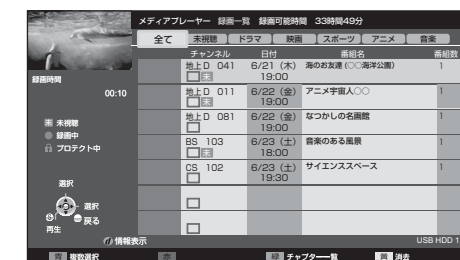 メディアプレーヤー 録画一覧 録画可能時間 33時間49分
全て 未視聴 ドラマ 映画 スポーツ アニメ 音楽
チャンネル 日付 番組名 番組数
地上D 041 6/21 (木) 海のお友達 (○○海洋公園) 1
未 19:00
録画時間
00:10
地上D 011 6/22 (金) アニメ宇宙人○○ 1
未 19:00
地上D 081 6/22 (金) なつかしの名画館 1
19:00
未 未視聴
録画中
プロテクト中
BS 103 6/23 (土) 音楽のある風景 1
未 18:00
CS 102 6/23 (土) サイエンススペース 1
19:30
選択
選択
戻る
再生
情報表示 USB HDD 1
青 複数選択 赤 緑 チャプター一覧 黄 消去